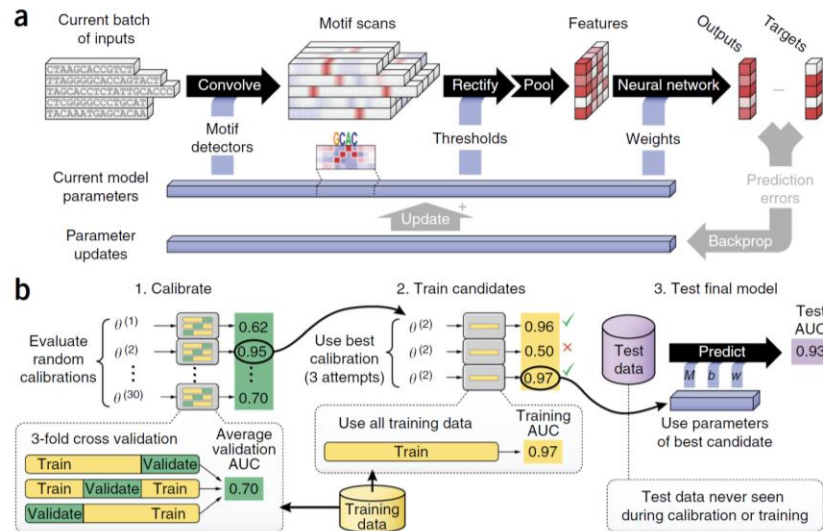 a
Current batch
of inputs
Motif scans
Features
Outputs
Targets
CTAAGCACCGTCT
TTAGGGGCACCAGTACT
TAGCACCTCTATTGCACCC
CTCGGGGCCCTGCAT
TACAAATGAGCACAA
Convolve
Rectify
Pool
Neural network
–
Motif
detectors
GCAC
Thresholds
Weights
Current model
parameters
Prediction
errors
Update
+
Parameter
updates
Backprop
b
1. Calibrate
2. Train candidates
3. Test final model
Evaluate
random
calibrations
θ(1)
0.62
θ(2)
0.95
θ(30)
0.70
Use best
calibration
(3 attempts)
θ(2)
0.96 ✓
θ(2)
0.50 ✕
θ(2)
0.97 ✓
Test
data
Predict
Test
AUC
0.93
M b w
Use parameters
of best candidate
3-fold cross validation
Average
validation
AUC
Train Validate
Train Validate Train
Validate Train
0.70
Use all training data
Training
AUC
Train
0.97
Training
data
Test data never seen
during calibration or training